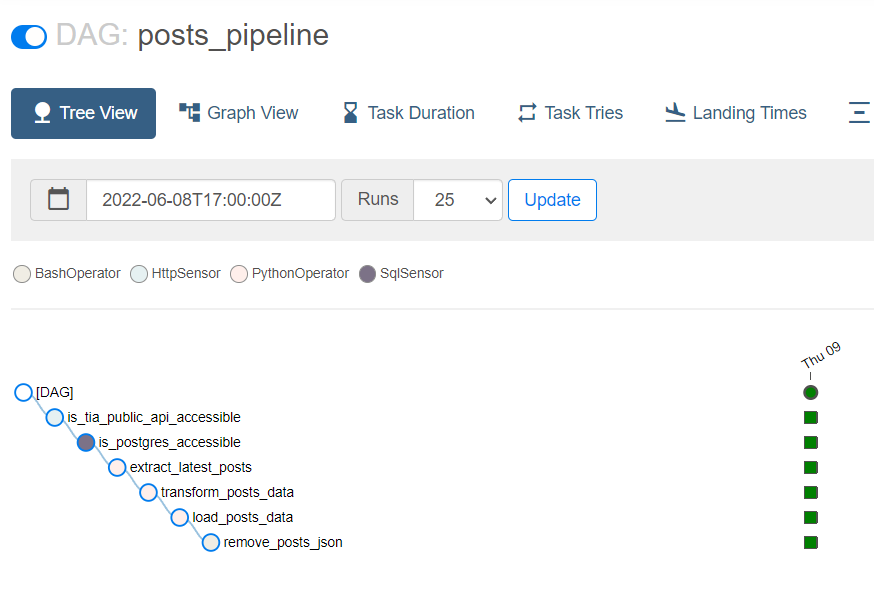 DAG: posts_pipeline
Tree View Graph View Task Duration Task Tries Landing Times
2022-06-08T17:00:00Z Runs 25 Update
BashOperator HttpSensor PythonOperator SqlSensor
Thu 09
[DAG]
is_tia_public_api_accessible
is_postgres_accessible
extract_latest_posts
transform_posts_data
load_posts_data
remove_posts_json